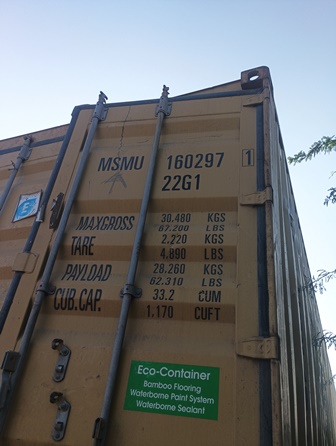 MSMU 160297 1
22G1
MAXGROSS 30.480 KGS
67.200 LBS
TARE 2.220 KGS
4.890 LBS
PAYLOAD 28.260 KGS
62.310 LBS
CUB.CAP. 33.2 CUM
1.170 CUFT
Eco-Container
Bamboo Flooring
Waterborne Paint System
Waterborne Sealant